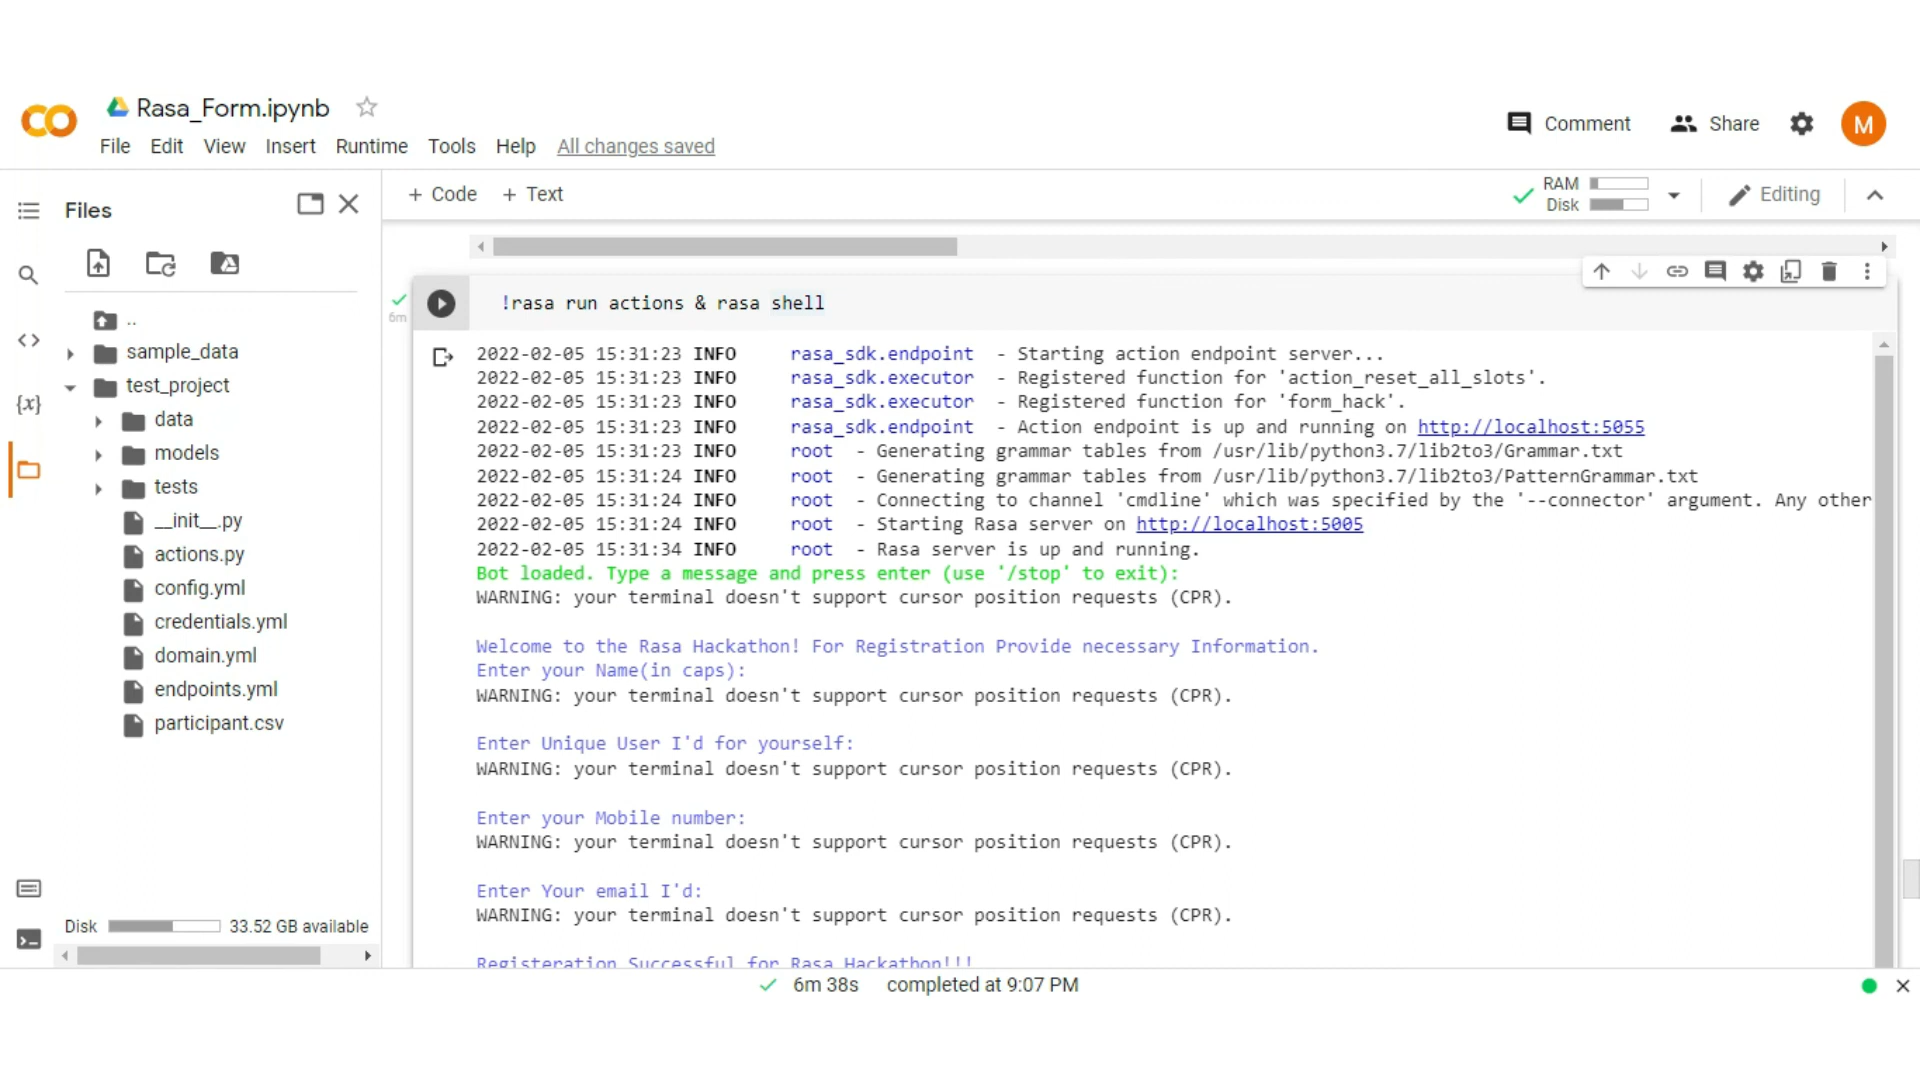 Rasa_Form.ipynb
File Edit View Insert Runtime Tools Help All changes saved
Comment Share M
Files
+ Code + Text
RAM
Disk
Editing
..
sample_data
test_project
data
models
tests
__init__.py
actions.py
config.yml
credentials.yml
domain.yml
endpoints.yml
participant.csv
Disk 33.52 GB available
{x}
6m
!rasa run actions & rasa shell
2022-02-05 15:31:23 INFO rasa_sdk.endpoint - Starting action endpoint server...
2022-02-05 15:31:23 INFO rasa_sdk.executor - Registered function for 'action_reset_all_slots'.
2022-02-05 15:31:23 INFO rasa_sdk.executor - Registered function for 'form_hack'.
2022-02-05 15:31:23 INFO rasa_sdk.endpoint - Action endpoint is up and running on http://localhost:5055
2022-02-05 15:31:23 INFO root - Generating grammar tables from /usr/lib/python3.7/lib2to3/Grammar.txt
2022-02-05 15:31:24 INFO root - Generating grammar tables from /usr/lib/python3.7/lib2to3/PatternGrammar.txt
2022-02-05 15:31:24 INFO root - Connecting to channel 'cmdline' which was specified by the '--connector' argument. Any other
2022-02-05 15:31:24 INFO root - Starting Rasa server on http://localhost:5005
2022-02-05 15:31:34 INFO root - Rasa server is up and running.
Bot loaded. Type a message and press enter (use '/stop' to exit):
WARNING: your terminal doesn't support cursor position requests (CPR).
Welcome to the Rasa Hackathon! For Registration Provide necessary Information.
Enter your Name(in caps):
WARNING: your terminal doesn't support cursor position requests (CPR).
Enter Unique User I'd for yourself:
WARNING: your terminal doesn't support cursor position requests (CPR).
Enter your Mobile number:
WARNING: your terminal doesn't support cursor position requests (CPR).
Enter Your email I'd:
WARNING: your terminal doesn't support cursor position requests (CPR).
Registeration Successful for Rasa Hackathon!!!
6m 38s completed at 9:07 PM